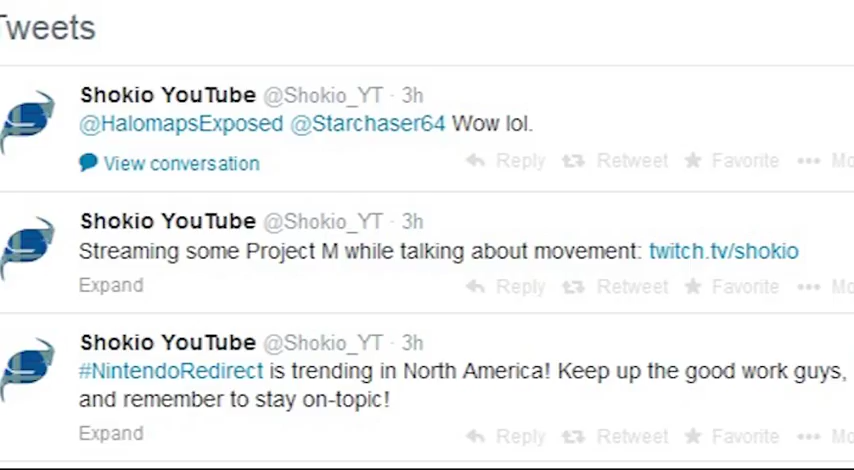 Tweets
Shokio YouTube @Shokio_YT · 3h
@HalomapsExposed @Starchaser64 Wow lol.
View conversation Reply Retweet Favorite ••• Mo
Shokio YouTube @Shokio_YT · 3h
Streaming some Project M while talking about movement: twitch.tv/shokio
Expand Reply Retweet Favorite ••• Mo
Shokio YouTube @Shokio_YT · 3h
#NintendoRedirect is trending in North America! Keep up the good work guys,
and remember to stay on-topic!
Expand Reply Retweet Favorite ••• Mo